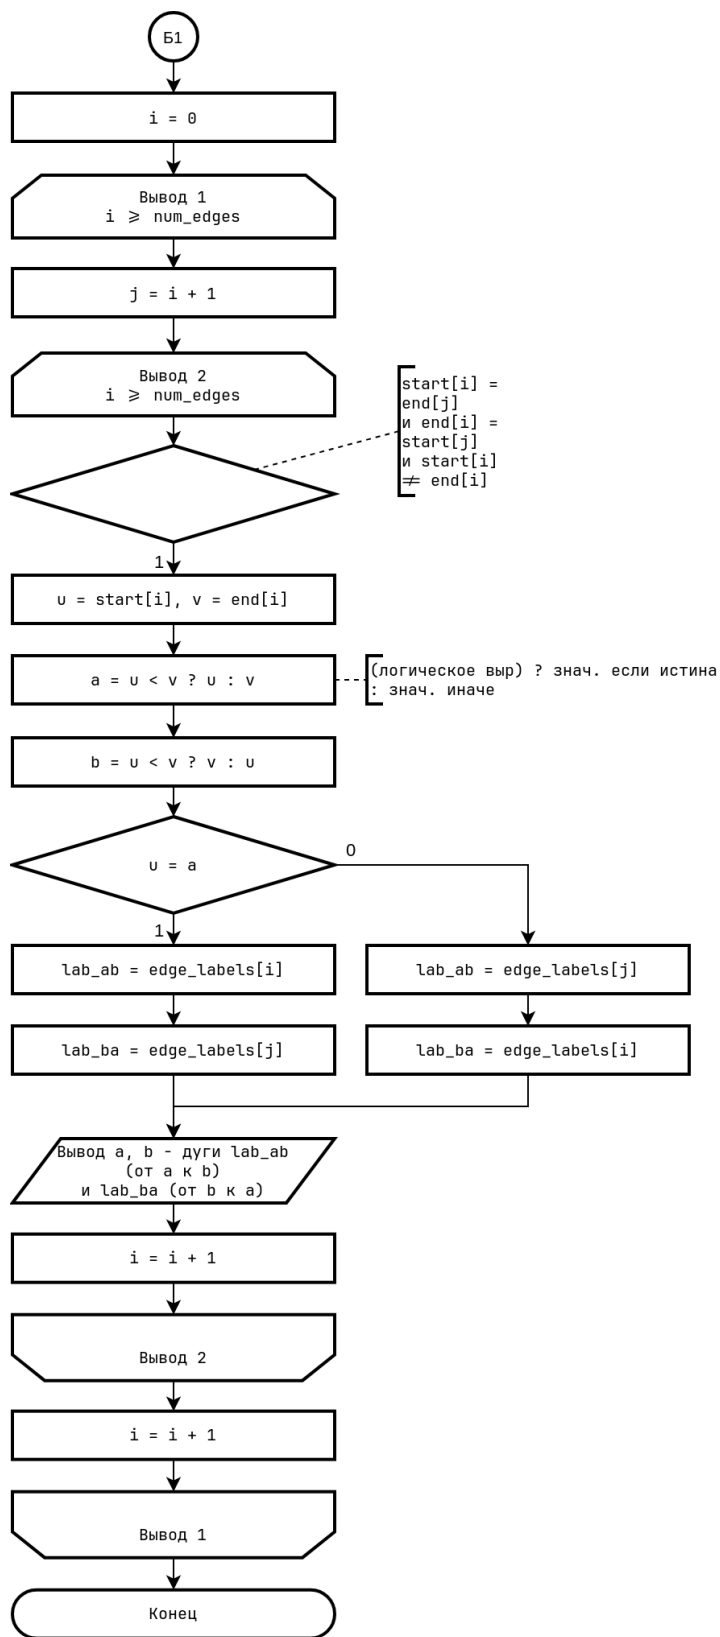 Б1
i = 0
Вывод 1
i ⩾ num_edges
j = i + 1
Вывод 2
i ⩾ num_edges
start[i] =
end[j]
и end[i] =
start[j]
и start[i]
≠ end[i]
1
u = start[i], v = end[i]
a = u < v ? u : v
(логическое выр) ? знач. если истина
: знач. иначе
b = u < v ? v : u
u = a
0
1
lab_ab = edge_labels[i]
lab_ab = edge_labels[j]
lab_ba = edge_labels[j]
lab_ba = edge_labels[i]
Вывод a, b - дуги lab_ab
(от a к b)
и lab_ba (от b к a)
i = i + 1
Вывод 2
i = i + 1
Вывод 1
Конец